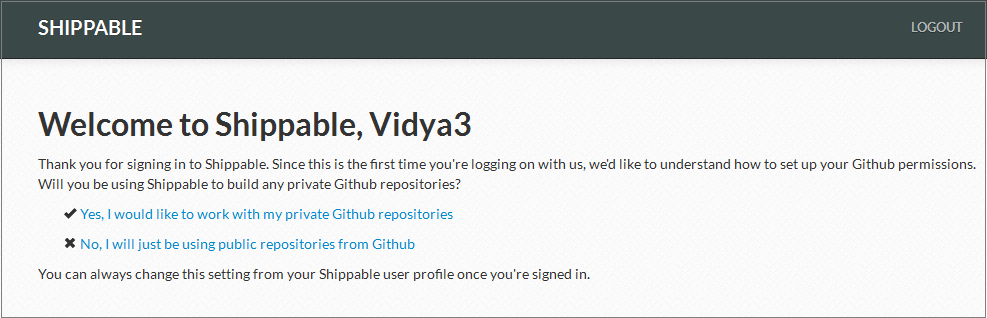 SHIPPABLE
LOGOUT
Welcome to Shippable, Vidya3
Thank you for signing in to Shippable. Since this is the first time you're logging on with us, we'd like to understand how to set up your Github permissions.
Will you be using Shippable to build any private Github repositories?
Yes, I would like to work with my private Github repositories
No, I will just be using public repositories from Github
You can always change this setting from your Shippable user profile once you're signed in.